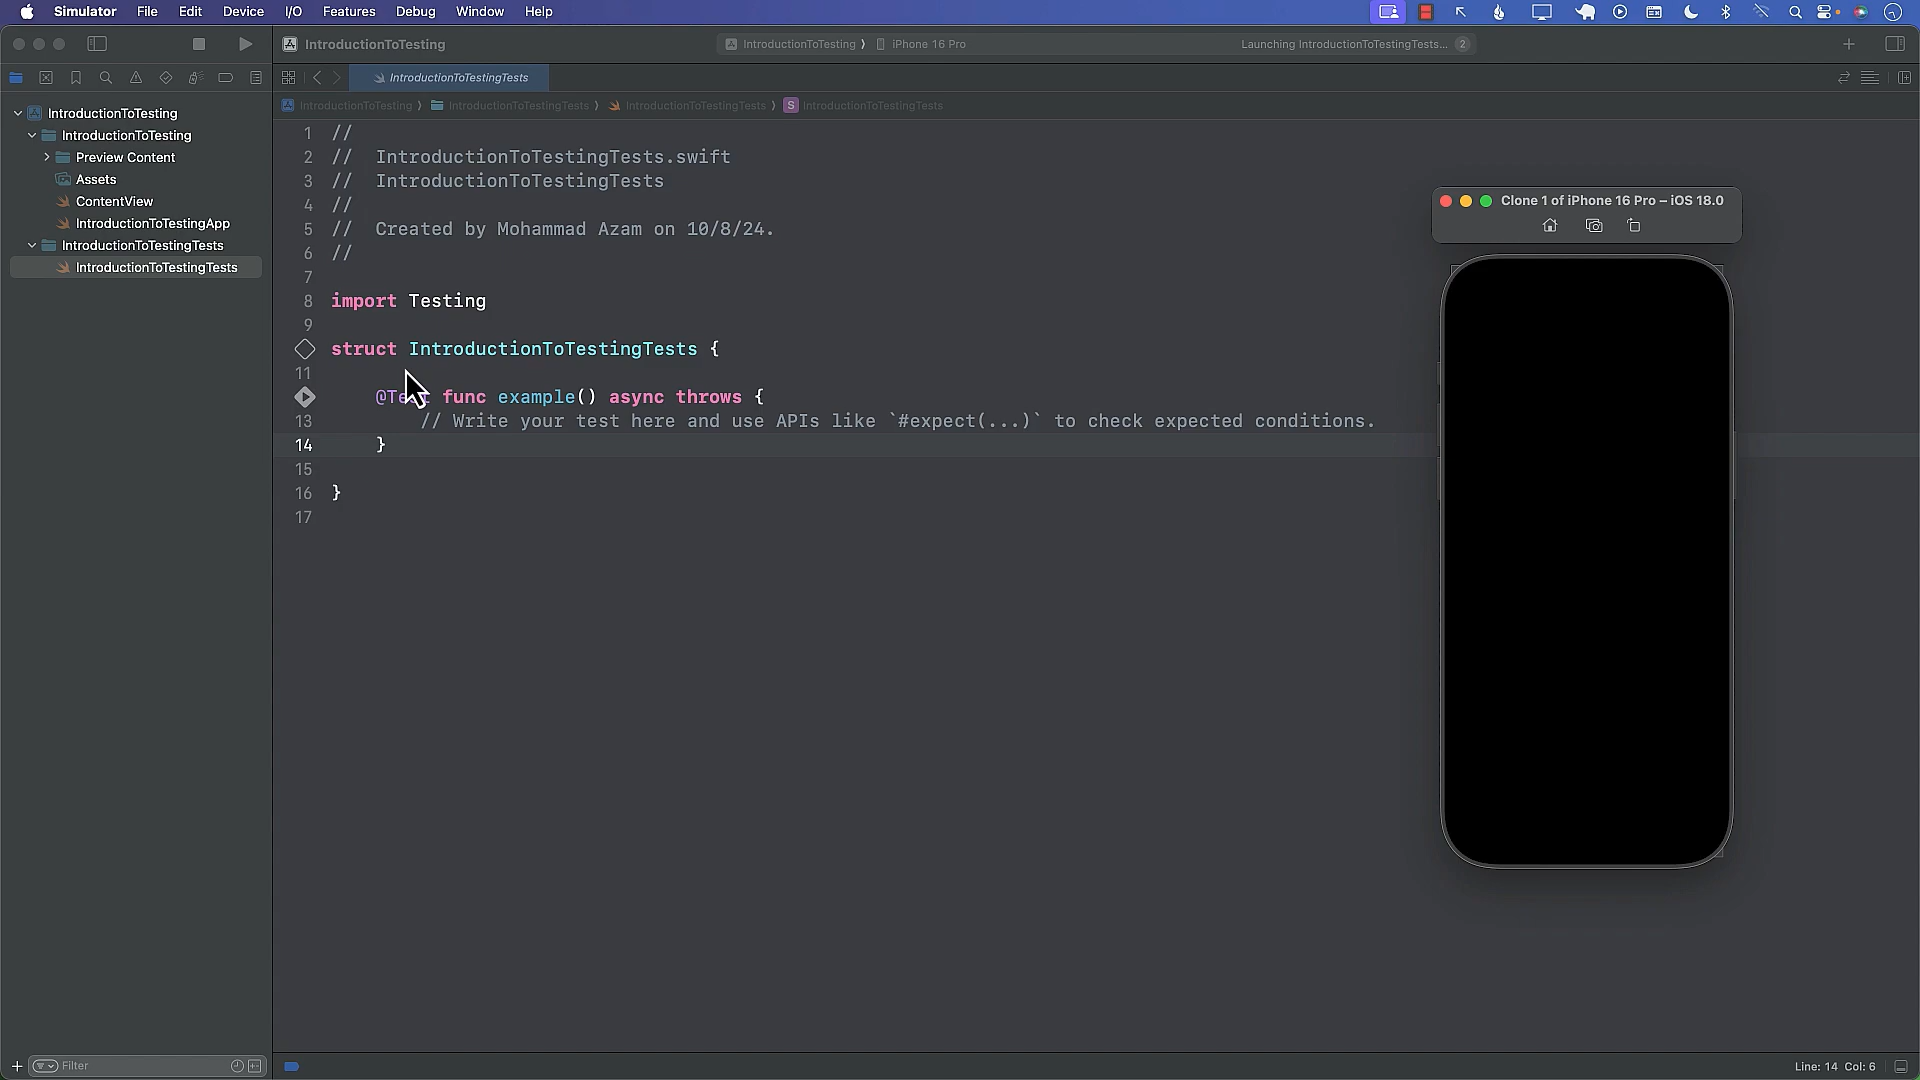 Simulator File Edit Device I/O Features Debug Window Help
IntroductionToTesting
IntroductionToTesting ⟩ iPhone 16 Pro
Launching IntroductionToTestingTests... 2
IntroductionToTestingTests
IntroductionToTesting ⟩ IntroductionToTestingTests ⟩ IntroductionToTestingTests ⟩ S IntroductionToTestingTests
IntroductionToTesting
IntroductionToTesting
Preview Content
Assets
ContentView
IntroductionToTestingApp
IntroductionToTestingTests
IntroductionToTestingTests
1 //
2 // IntroductionToTestingTests.swift
3 // IntroductionToTestingTests
4 //
5 // Created by Mohammad Azam on 10/8/24.
6 //
7
8 import Testing
9
struct IntroductionToTestingTests {
11
@Test func example() async throws {
13 // Write your test here and use APIs like `#expect(...)` to check expected conditions.
14 }
15
16 }
17
Clone 1 of iPhone 16 Pro – iOS 18.0
Filter
Line: 14 Col: 6